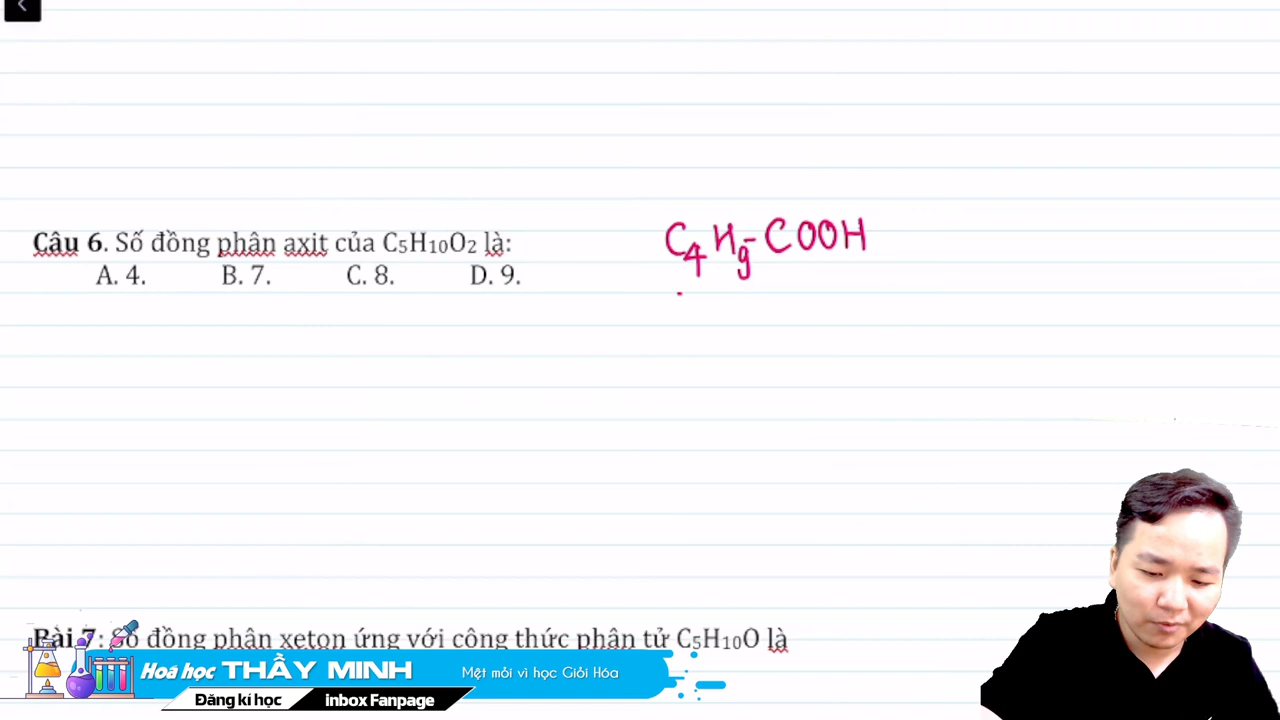 Câu 6. Số đồng phân axit của C₅H₁₀O₂ là:
A. 4. B. 7. C. 8. D. 9.
C₄H₉-COOH
Bài 7: Số đồng phân xeton ứng với công thức phân tử C₅H₁₀O là
Hoá học THẦY MINH
Mệt mỏi vì học Giỏi Hóa
Đăng kí học
inbox Fanpage